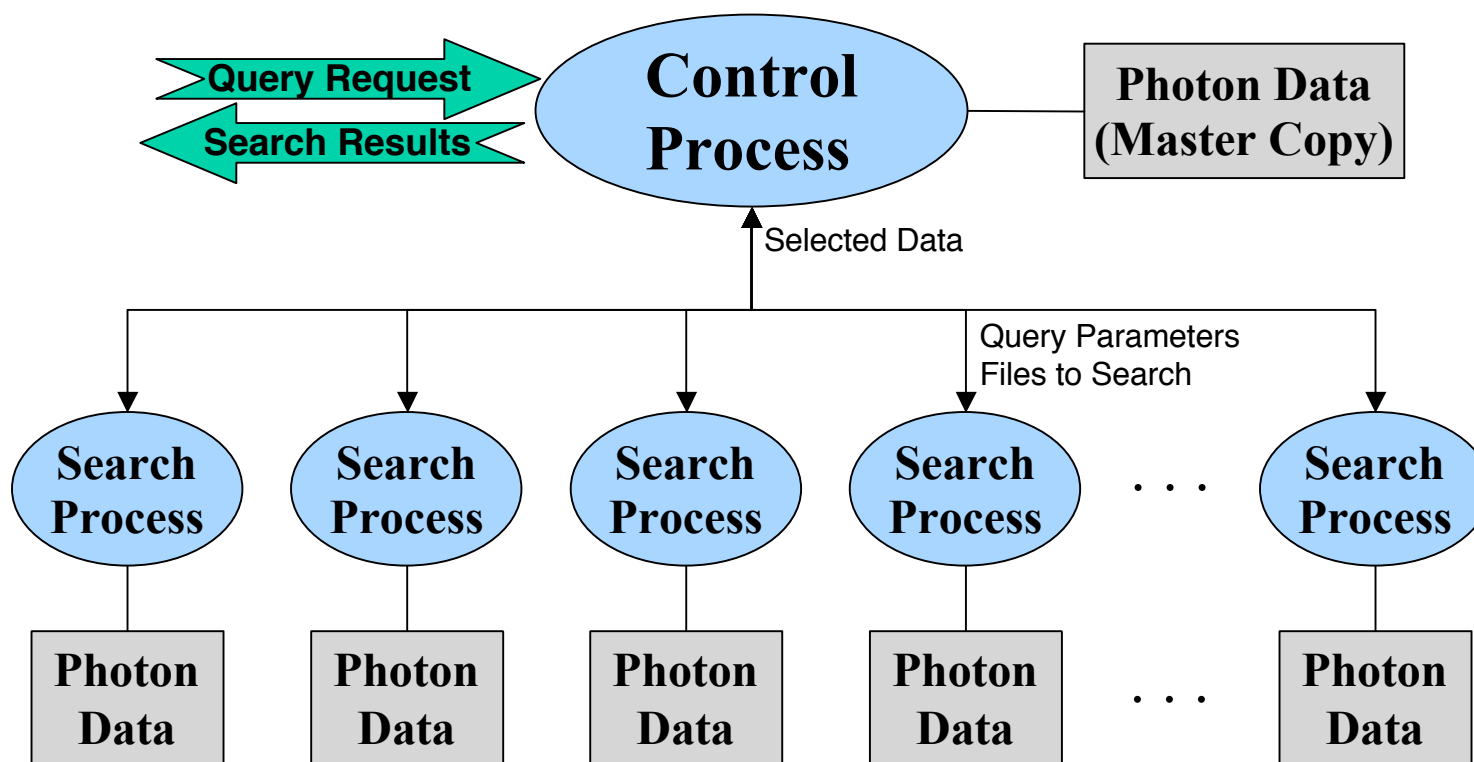 Query Request
Search Results
Control
Process
Photon Data
(Master Copy)
Selected Data
Query Parameters
Files to Search
Search
Process
Search
Process
Search
Process
Search
Process
. . .
Search
Process
Photon
Data
Photon
Data
Photon
Data
Photon
Data
. . .
Photon
Data